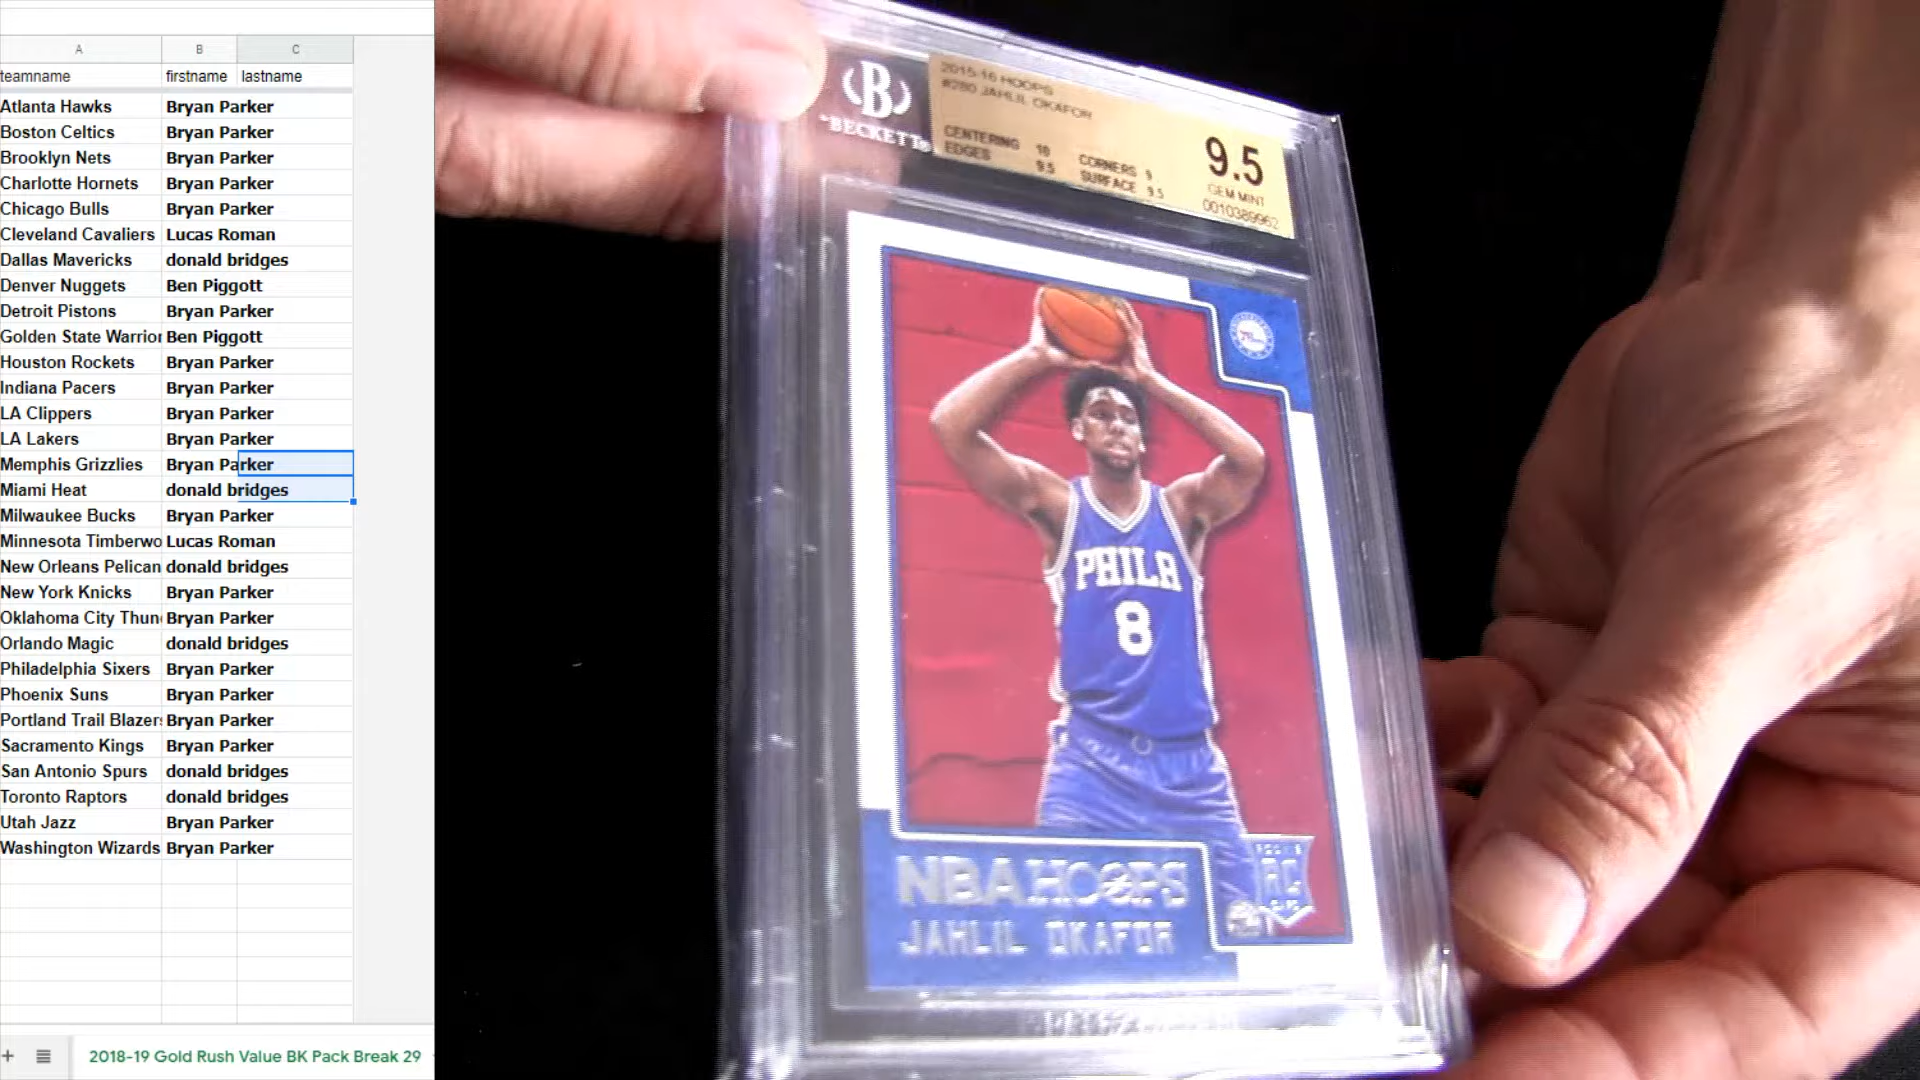 A B C
teamname firstname lastname
Atlanta Hawks Bryan Parker
Boston Celtics Bryan Parker
Brooklyn Nets Bryan Parker
Charlotte Hornets Bryan Parker
Chicago Bulls Bryan Parker
Cleveland Cavaliers Lucas Roman
Dallas Mavericks donald bridges
Denver Nuggets Ben Piggott
Detroit Pistons Bryan Parker
Golden State Warrior Ben Piggott
Houston Rockets Bryan Parker
Indiana Pacers Bryan Parker
LA Clippers Bryan Parker
LA Lakers Bryan Parker
Memphis Grizzlies Bryan Parker
Miami Heat donald bridges
Milwaukee Bucks Bryan Parker
Minnesota Timberwo Lucas Roman
New Orleans Pelican donald bridges
New York Knicks Bryan Parker
Oklahoma City Thun Bryan Parker
Orlando Magic donald bridges
Philadelphia Sixers Bryan Parker
Phoenix Suns Bryan Parker
Portland Trail Blazers Bryan Parker
Sacramento Kings Bryan Parker
San Antonio Spurs donald bridges
Toronto Raptors donald bridges
Utah Jazz Bryan Parker
Washington Wizards Bryan Parker
2018-19 Gold Rush Value BK Pack Break 29
B
BECKETT
2015-16 HOOPS
#280 JAHLIL OKAFOR
CENTERING 10 CORNERS 9
EDGES 9.5 SURFACE 9.5
9.5
GEM MINT
0010389962
PHILA
8
NBA HOOPS
JAHLIL OKAFOR
RC